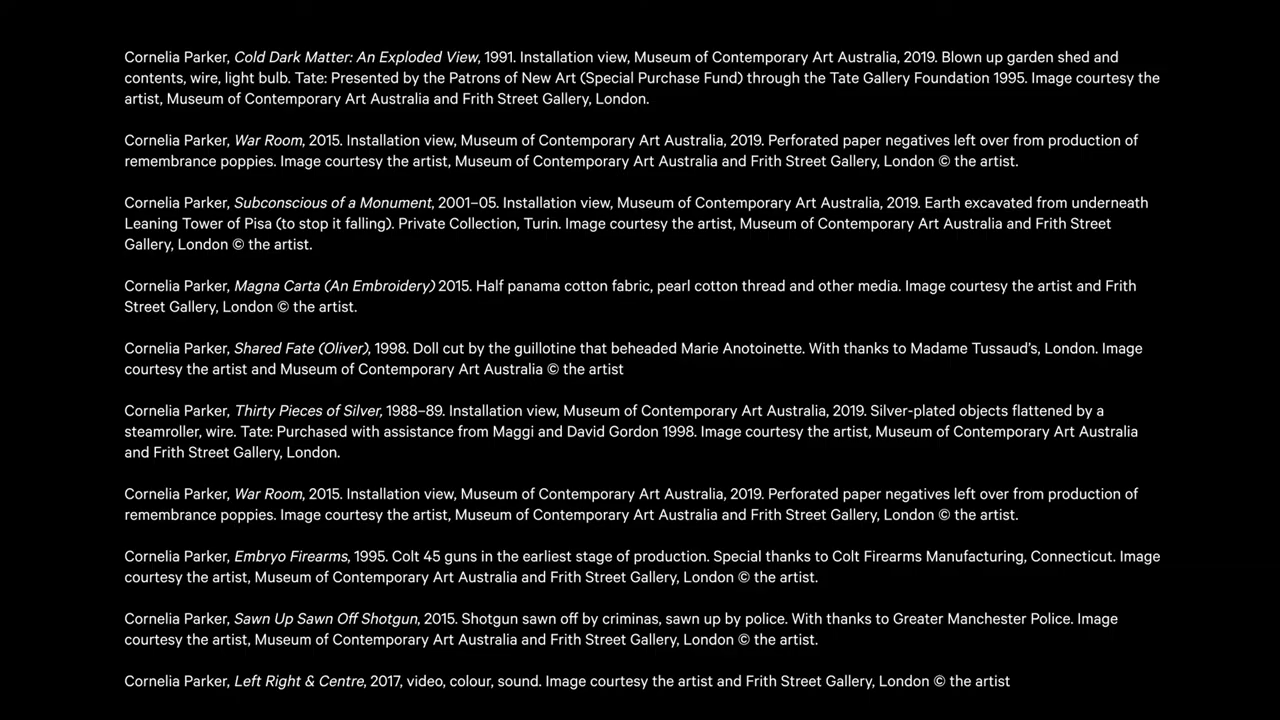 Cornelia Parker, Cold Dark Matter: An Exploded View, 1991. Installation view, Museum of Contemporary Art Australia, 2019. Blown up garden shed and
contents, wire, light bulb. Tate: Presented by the Patrons of New Art (Special Purchase Fund) through the Tate Gallery Foundation 1995. Image courtesy the
artist, Museum of Contemporary Art Australia and Frith Street Gallery, London.
Cornelia Parker, War Room, 2015. Installation view, Museum of Contemporary Art Australia, 2019. Perforated paper negatives left over from production of
remembrance poppies. Image courtesy the artist, Museum of Contemporary Art Australia and Frith Street Gallery, London © the artist.
Cornelia Parker, Subconscious of a Monument, 2001–05. Installation view, Museum of Contemporary Art Australia, 2019. Earth excavated from underneath
Leaning Tower of Pisa (to stop it falling). Private Collection, Turin. Image courtesy the artist, Museum of Contemporary Art Australia and Frith Street
Gallery, London © the artist.
Cornelia Parker, Magna Carta (An Embroidery) 2015. Half panama cotton fabric, pearl cotton thread and other media. Image courtesy the artist and Frith
Street Gallery, London © the artist.
Cornelia Parker, Shared Fate (Oliver), 1998. Doll cut by the guillotine that beheaded Marie Anotoinette. With thanks to Madame Tussaud's, London. Image
courtesy the artist and Museum of Contemporary Art Australia © the artist
Cornelia Parker, Thirty Pieces of Silver, 1988–89. Installation view, Museum of Contemporary Art Australia, 2019. Silver-plated objects flattened by a
steamroller, wire. Tate: Purchased with assistance from Maggi and David Gordon 1998. Image courtesy the artist, Museum of Contemporary Art Australia
and Frith Street Gallery, London.
Cornelia Parker, War Room, 2015. Installation view, Museum of Contemporary Art Australia, 2019. Perforated paper negatives left over from production of
remembrance poppies. Image courtesy the artist, Museum of Contemporary Art Australia and Frith Street Gallery, London © the artist.
Cornelia Parker, Embryo Firearms, 1995. Colt 45 guns in the earliest stage of production. Special thanks to Colt Firearms Manufacturing, Connecticut. Image
courtesy the artist, Museum of Contemporary Art Australia and Frith Street Gallery, London © the artist.
Cornelia Parker, Sawn Up Sawn Off Shotgun, 2015. Shotgun sawn off by criminas, sawn up by police. With thanks to Greater Manchester Police. Image
courtesy the artist, Museum of Contemporary Art Australia and Frith Street Gallery, London © the artist.
Cornelia Parker, Left Right & Centre, 2017, video, colour, sound. Image courtesy the artist and Frith Street Gallery, London © the artist